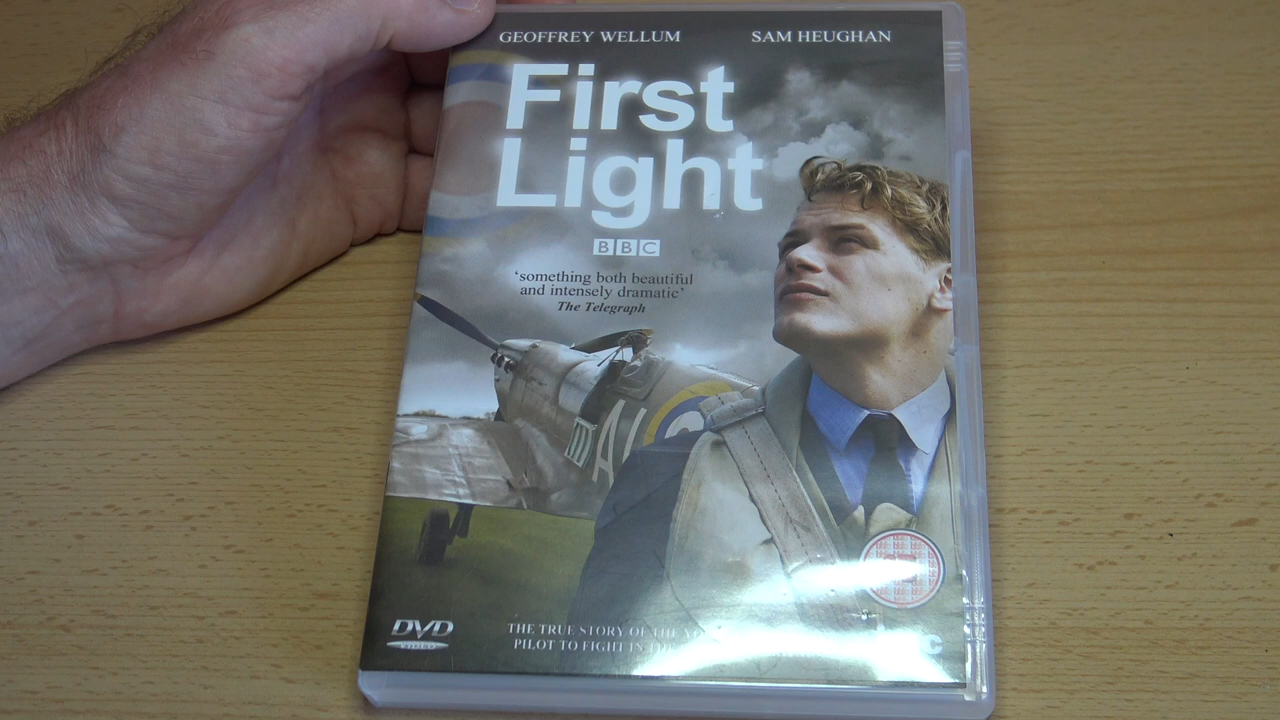 GEOFFREY WELLUM SAM HEUGHAN
First
Light
BBC
‘something both beautiful
and intensely dramatic’
The Telegraph
A
DVD
THE TRUE STORY OF THE
PILOT TO FIGHT IN